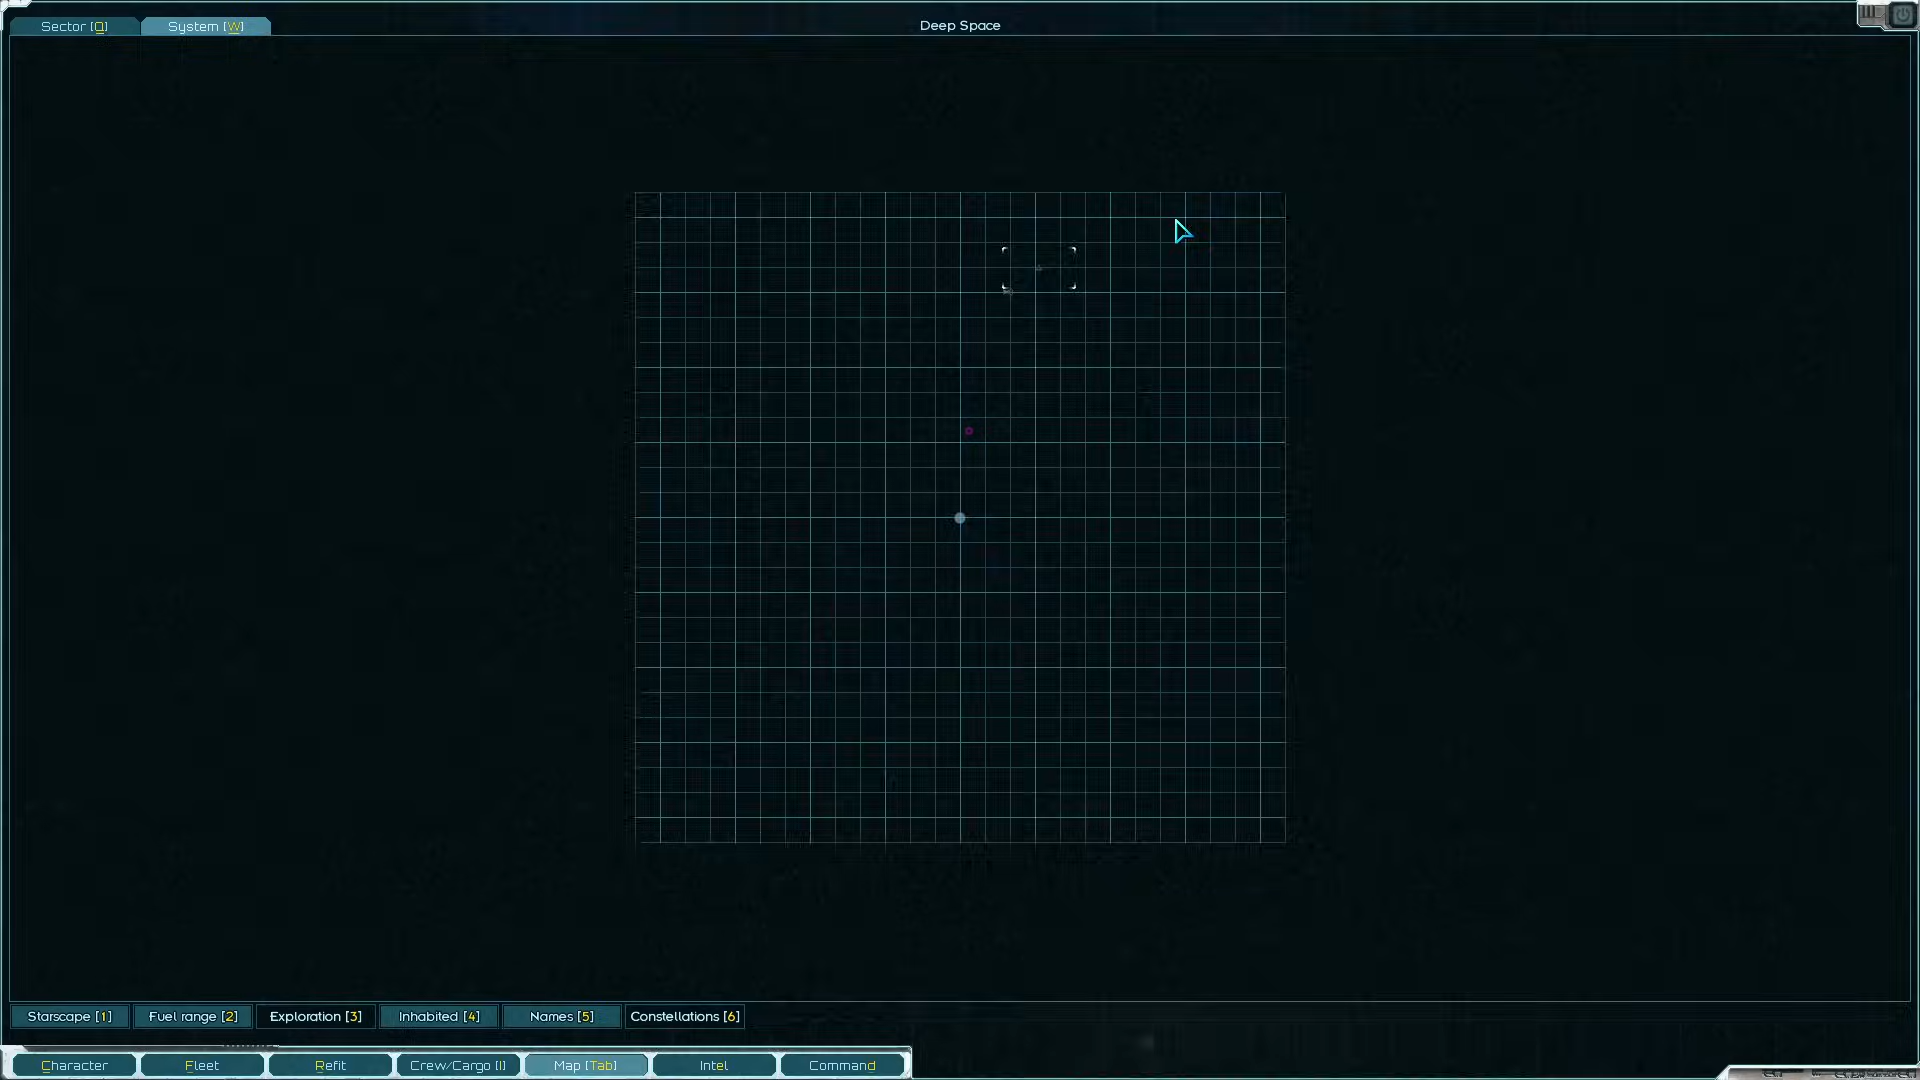 Sector [Q]
System [W]
Deep Space
Starscape [1]
Fuel range [2]
Exploration [3]
Inhabited [4]
Names [5]
Constellations [6]
Character
Fleet
Refit
Crew/Cargo [I]
Map [Tab]
Intel
Command